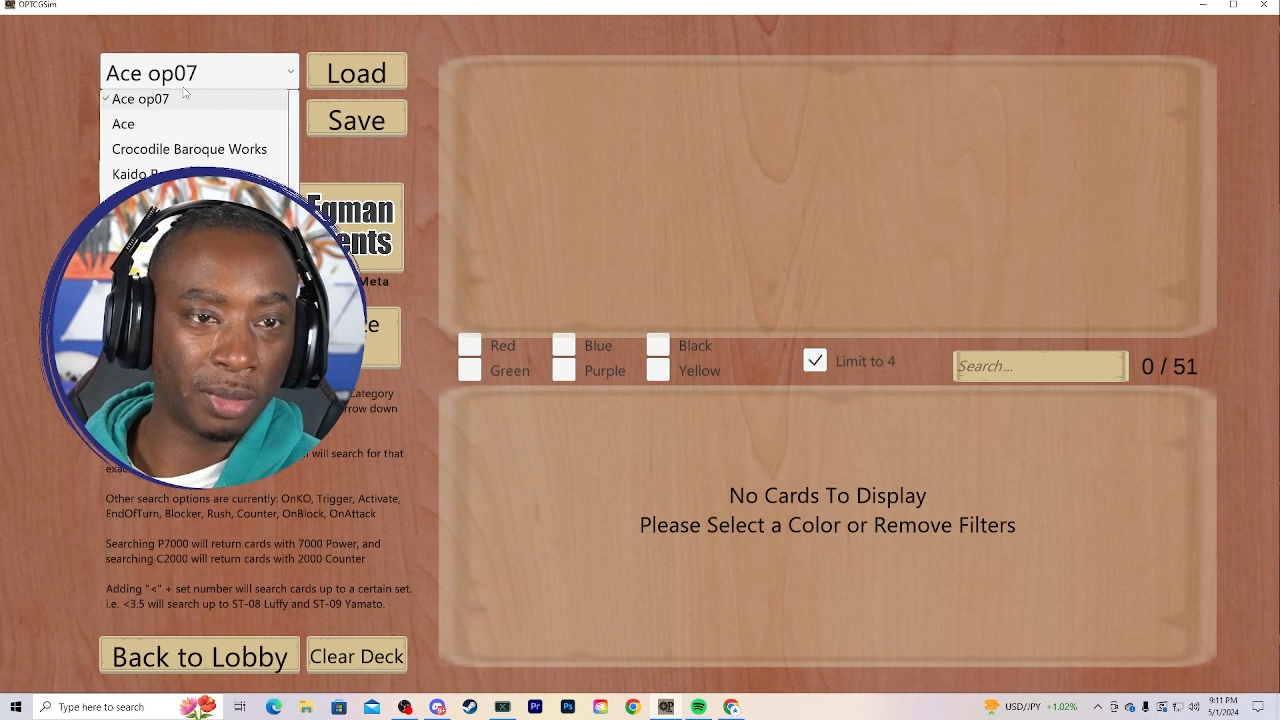 OPTCGSim
Ace op07
Load
Ace op07
Ace
Save
Crocodile Baroque Works
Kaido
Egman
Meta
Red
Blue
Black
Limit to 4
Search...
0 / 51
Green
Purple
Yellow
Category
down
will search for that
Other search options are currently: OnKO, Trigger, Activate,
EndOfTurn, Blocker, Rush, Counter, OnBlock, OnAttack
No Cards To Display
Please Select a Color or Remove Filters
Searching P7000 will return cards with 7000 Power, and
searching C2000 will return cards with 2000 Counter
Adding "<" + set number will search cards up to a certain set.
i.e. <3.5 will search up to ST-08 Luffy and ST-09 Yamato.
Back to Lobby
Clear Deck
Type here to search
USD/JPY
+1.02%
9:11 PM
5/1/2024